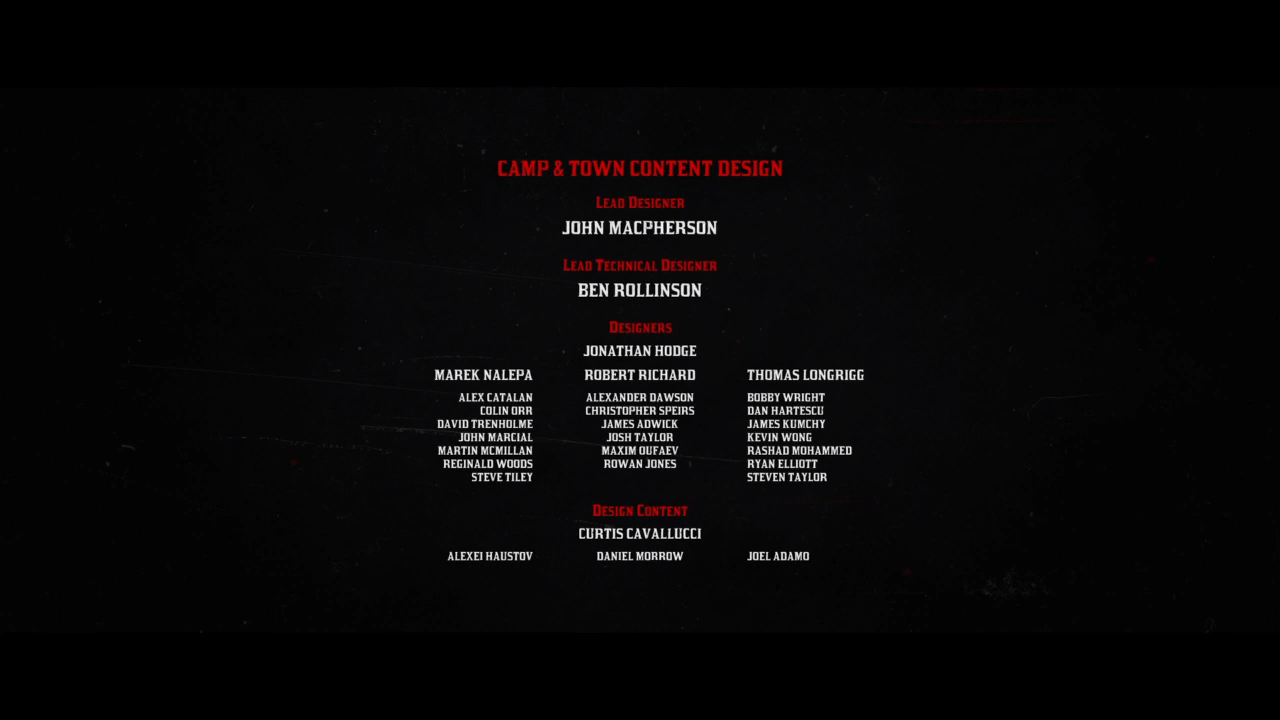 CAMP & TOWN CONTENT DESIGN
LEAD DESIGNER
JOHN MACPHERSON
LEAD TECHNICAL DESIGNER
BEN ROLLINSON
DESIGNERS
JONATHAN HODGE
MAREK NALEPA ROBERT RICHARD THOMAS LONGRIGG
ALEX CATALAN ALEXANDER DAWSON BOBBY WRIGHT
COLIN ORR CHRISTOPHER SPEIRS DAN HARTESCU
DAVID TRENHOLME JAMES ADWICK JAMES KUMCHY
JOHN MARCIAL JOSH TAYLOR KEVIN WONG
MARTIN MCMILLAN MAXIM OUFAEV RASHAD MOHAMMED
REGINALD WOODS ROWAN JONES RYAN ELLIOTT
STEVE TILEY STEVEN TAYLOR
DESIGN CONTENT
CURTIS CAVALLUCCI
ALEXEI HAUSTOV DANIEL MORROW JOEL ADAMO